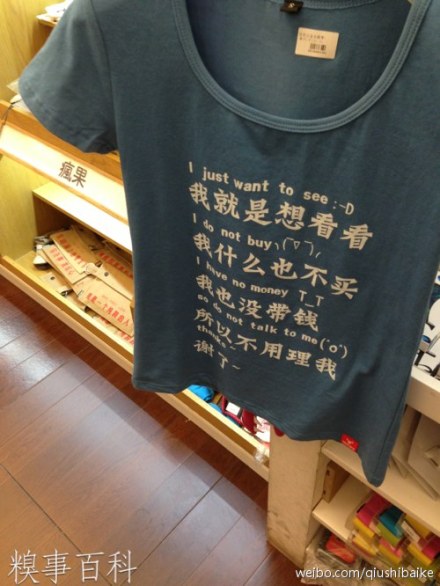 I just want to see :-D
我就是想看看
I do not buy╮(╯▽╰)╭
我什么也不买
I have no money T_T
我也没带钱
so do not talk to me('o')
所以不用理我
thanks~
谢了~
瘋果
糗事百科
weibo.com/qiushibaike